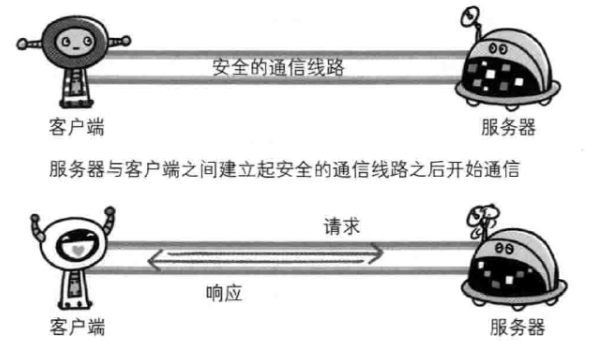 安全的通信线路
客户端
服务器
服务器与客户端之间建立起安全的通信线路之后开始通信
请求
响应
客户端
服务器